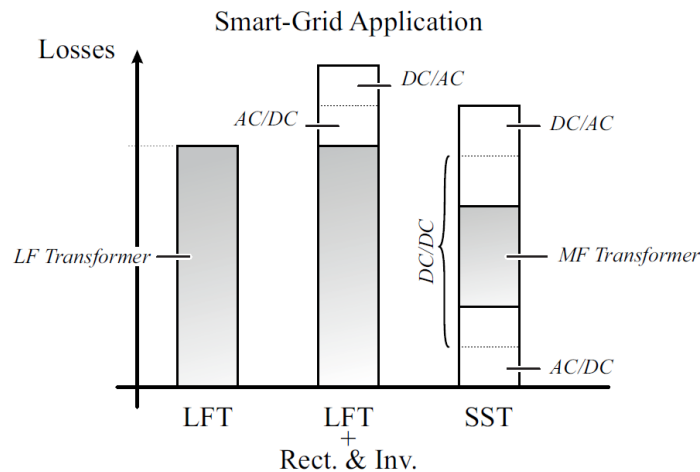 Smart-Grid Application
Losses
DC/AC
AC/DC
DC/AC
LF Transformer
DC/DC
MF Transformer
AC/DC
LFT
LFT
+
Rect. & Inv.
SST